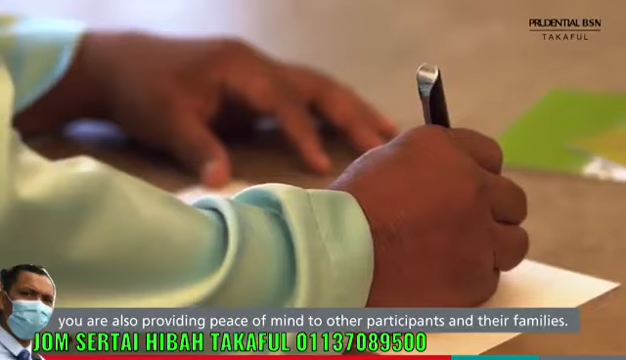 PRUDENTIAL BSN
TAKAFUL
you are also providing peace of mind to other participants and their families.
JOM SERTAI HIBAH TAKAFUL 01137089500